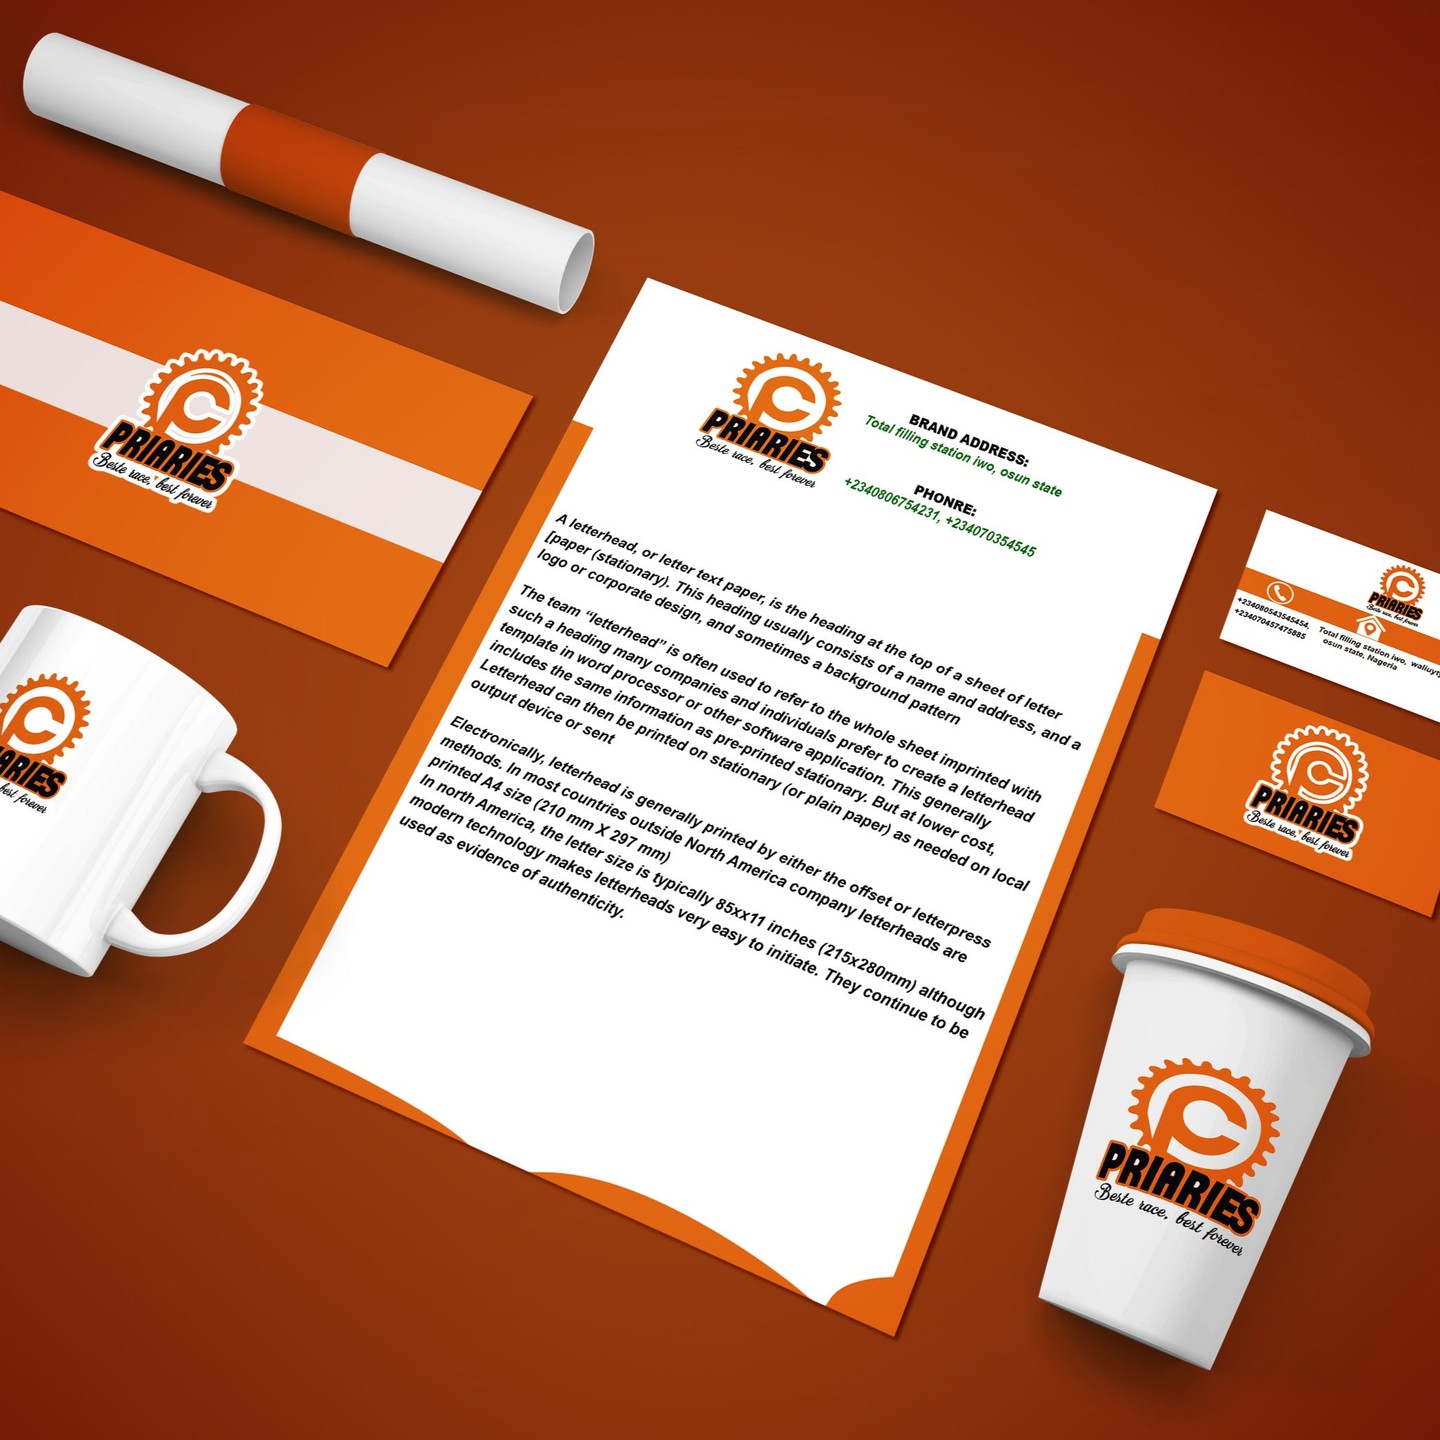 PRIARIES
Beste race, best forever
PRIARIES
Beste race, best forever
BRAND ADDRESS:
Total filling station iwo, osun state
PHONRE:
+2340806754231, +234070354545
A letterhead, or letter text paper, is the heading at the top of a sheet of letter
[paper (stationary). This heading usually consists of a name and address, and a
logo or corporate design, and sometimes a background pattern
The team “letterhead” is often used to refer to the whole sheet imprinted with
such a heading many companies and individuals prefer to create a letterhead
template in word processor or other software application. This generally
includes the same information as pre-printed stationary. But at lower cost,
Letterhead can then be printed on stationary (or plain paper) as needed on local
output device or sent
Electronically, letterhead is generally printed by either the offset or letterpress
methods. In most countries outside North America company letterheads are
printed A4 size (210 mm X 297 mm)
In north America, the letter size is typically 85xx11 inches (215x280mm) although
modern technology makes letterheads very easy to initiate. They continue to be
used as evidence of authenticity.
PRIARIES
Beste race, best forever
+234080543545454,
+234070457475885
Total filling station iwo,
osun state, Nageria
PRIARIES
Beste race, best forever
ARIES
best forever
PRIARIES
Beste race, best forever